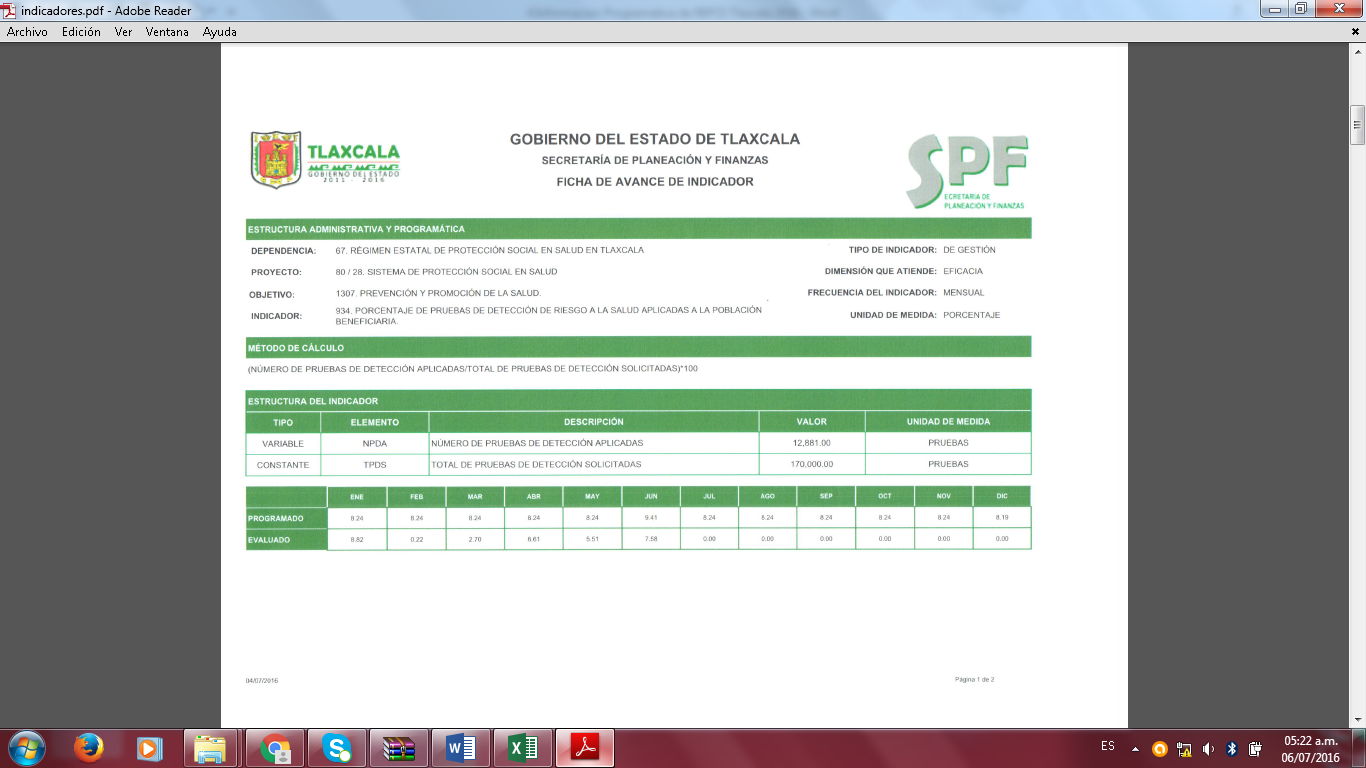 indicadores.pdf - Adobe Reader
Archivo Edición Ver Ventana Ayuda
TLAXCALA
GOBIERNO DEL ESTADO
2011 - 2016
GOBIERNO DEL ESTADO DE TLAXCALA
SECRETARÍA DE PLANEACIÓN Y FINANZAS
FICHA DE AVANCE DE INDICADOR
SPF
ECRETARIA DE
PLANEACIÓN Y FINANZAS
ESTRUCTURA ADMINISTRATIVA Y PROGRAMÁTICA
DEPENDENCIA: 67. RÉGIMEN ESTATAL DE PROTECCIÓN SOCIAL EN SALUD EN TLAXCALA TIPO DE INDICADOR: DE GESTIÓN
PROYECTO: 80 / 28. SISTEMA DE PROTECCIÓN SOCIAL EN SALUD DIMENSIÓN QUE ATIENDE: EFICACIA
OBJETIVO: 1307. PREVENCIÓN Y PROMOCIÓN DE LA SALUD. FRECUENCIA DEL INDICADOR: MENSUAL
INDICADOR: 934. PORCENTAJE DE PRUEBAS DE DETECCIÓN DE RIESGO A LA SALUD APLICADAS A LA POBLACIÓN
BENEFICIARIA. UNIDAD DE MEDIDA: PORCENTAJE
MÉTODO DE CÁLCULO
(NÚMERO DE PRUEBAS DE DETECCIÓN APLICADAS/TOTAL DE PRUEBAS DE DETECCIÓN SOLICITADAS)*100
ESTRUCTURA DEL INDICADOR
TIPO ELEMENTO DESCRIPCIÓN VALOR UNIDAD DE MEDIDA
VARIABLE NPDA NÚMERO DE PRUEBAS DE DETECCIÓN APLICADAS 12,881.00 PRUEBAS
CONSTANTE TPDS TOTAL DE PRUEBAS DE DETECCIÓN SOLICITADAS 170,000.00 PRUEBAS
ENE FEB MAR ABR MAY JUN JUL AGO SEP OCT NOV DIC
PROGRAMADO 8.24 8.24 8.24 8.24 8.24 9.41 8.24 8.24 8.24 8.24 8.24 8.19
EVALUADO 8.82 0.22 2.70 6.61 5.51 7.58 0.00 0.00 0.00 0.00 0.00 0.00
04/07/2016 Página 1 de 2
ES 05:22 a.m.
06/07/2016